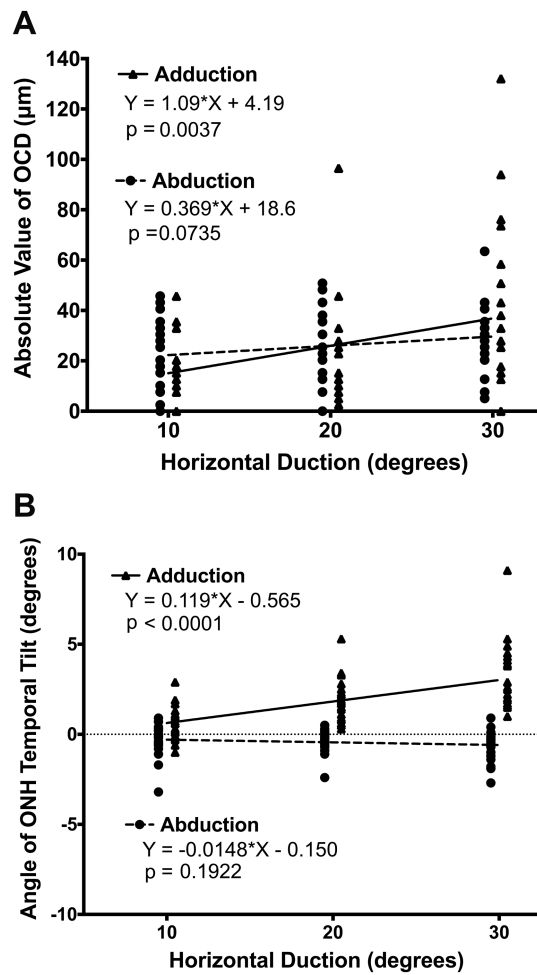 A
140
120
100
80
60
40
20
0
Absolute Value of OCD (μm)
Adduction
Y = 1.09*X + 4.19
p = 0.0037
Abduction
Y = 0.369*X + 18.6
p =0.0735
10 20 30
Horizontal Duction (degrees)
B
10
5
0
-5
-10
Angle of ONH Temporal Tilt (degrees)
Adduction
Y = 0.119*X - 0.565
p < 0.0001
Abduction
Y = -0.0148*X - 0.150
p = 0.1922
10 20 30
Horizontal Duction (degrees)